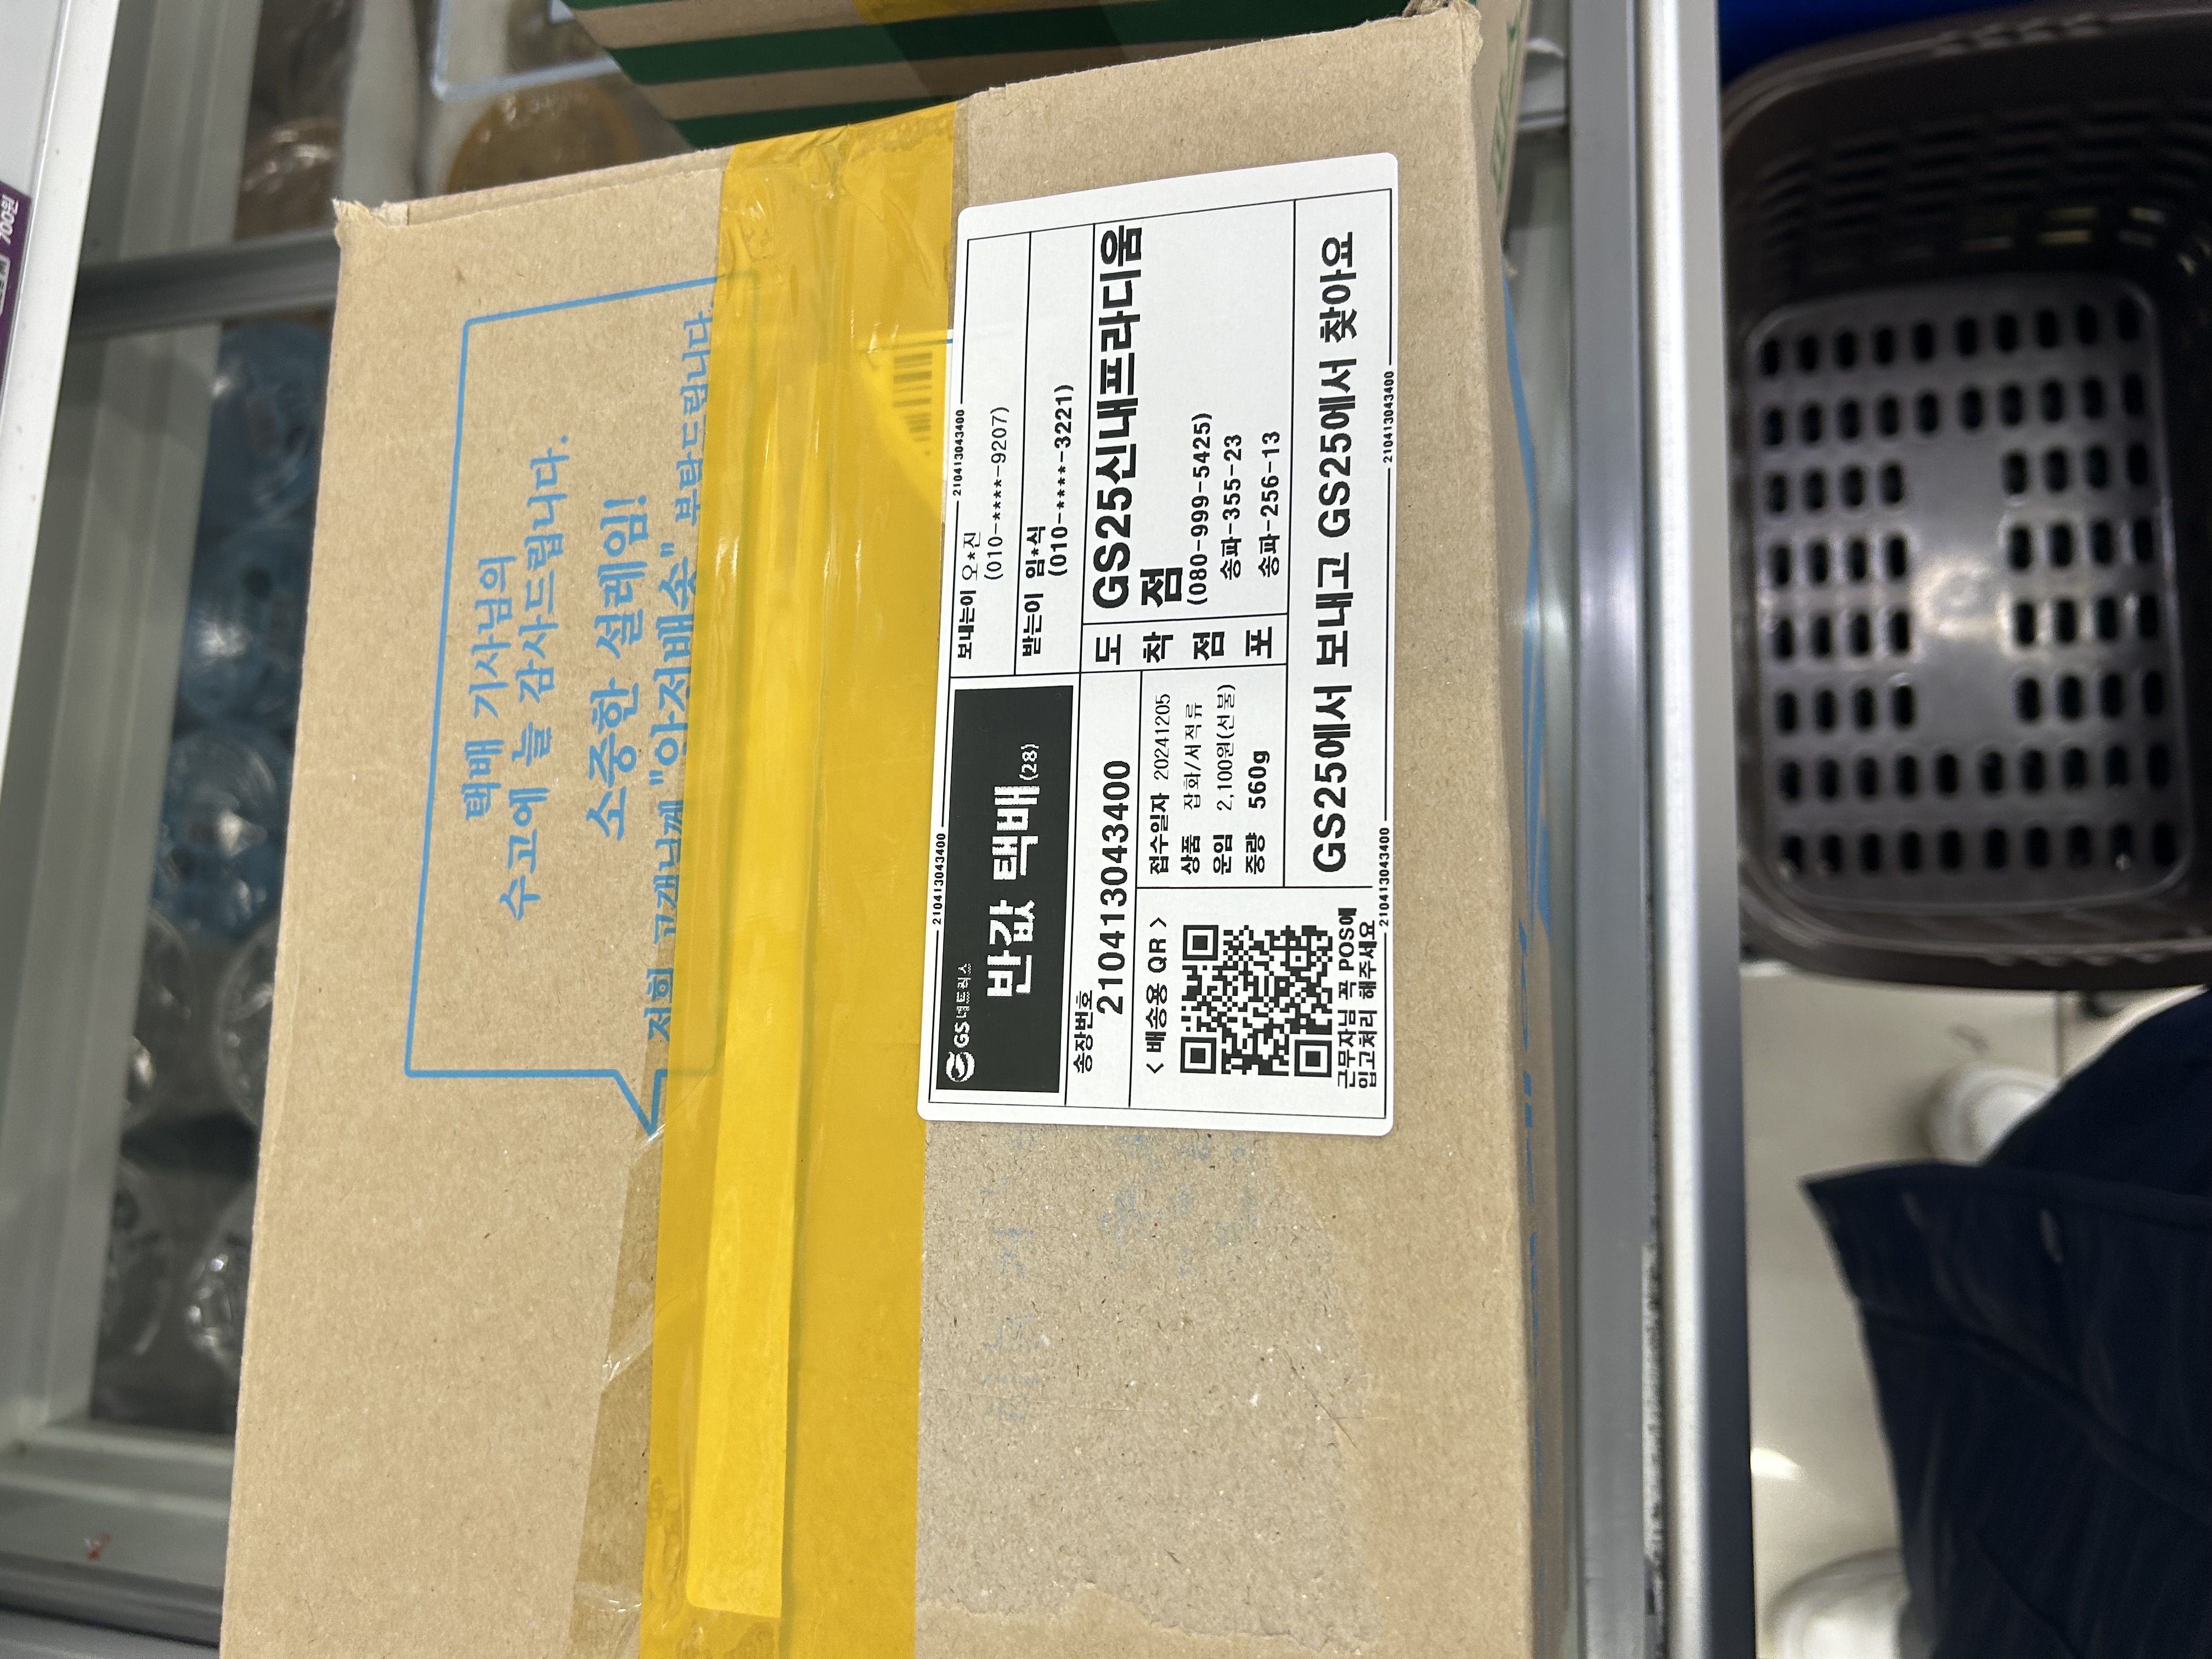 택배 기사님의
수고에 늘 감사드립니다.
소중한 설레임!
저희 고객님께 "안전배송" 부탁드립니다.
210413043400
210413043400
GS네트웍스
반값 택배(28)
보내는이 오*진
(010-****-9207)
받는이 임*식
(010-****-3221)
송장번호
210413043400
도착점포
GS25신내프라디움
점
(080-999-5425)
송파-355-23
송파-256-13
접수일자 20241205
상품 잡화/서적류
운임 2,100원(선불)
중량 560g
< 배송용 QR >
근무자님 꼭 POS에
입고처리 해주세요
GS25에서 보내고 GS25에서 찾아요
210413043400
210413043400
700원